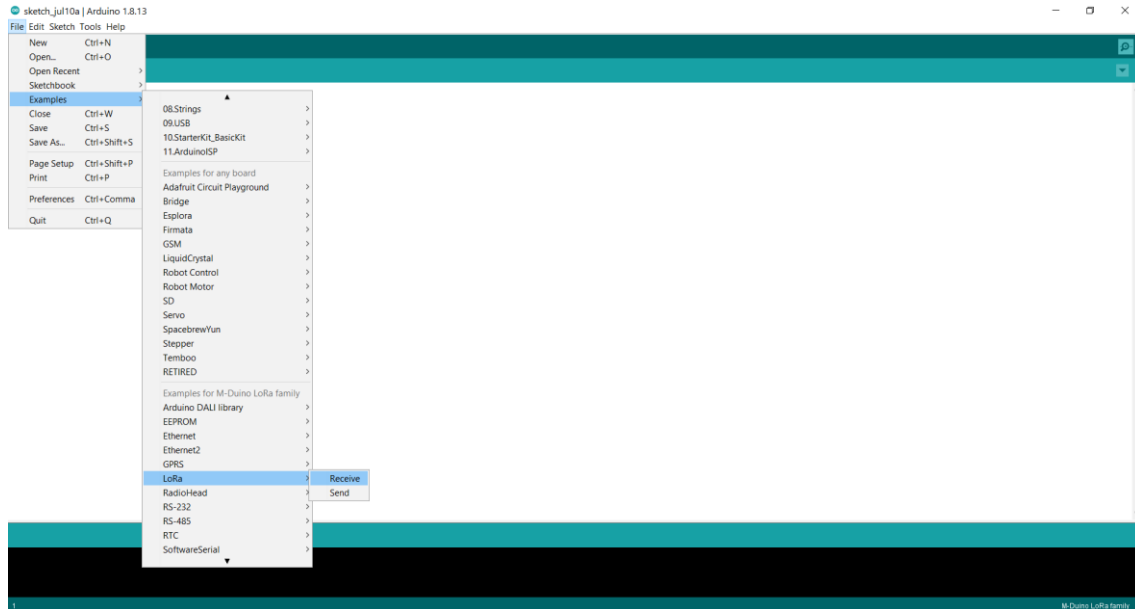 sketch_jul10a | Arduino 1.8.13
File Edit Sketch Tools Help
New Ctrl+N
Open... Ctrl+O
Open Recent
Sketchbook
Examples
Close Ctrl+W
Save Ctrl+S
Save As... Ctrl+Shift+S
Page Setup Ctrl+Shift+P
Print Ctrl+P
Preferences Ctrl+Comma
Quit Ctrl+Q
08.Strings
09.USB
10.StarterKit_BasicKit
11.ArduinoISP
Examples for any board
Adafruit Circuit Playground
Bridge
Esplora
Firmata
GSM
LiquidCrystal
Robot Control
Robot Motor
SD
Servo
SpacebrewYun
Stepper
Temboo
RETIRED
Examples for M-Duino LoRa family
Arduino DALI library
EEPROM
Ethernet
Ethernet2
GPRS
LoRa
RadioHead
RS-232
RS-485
RTC
SoftwareSerial
Receive
Send
1 M-Duino LoRa family